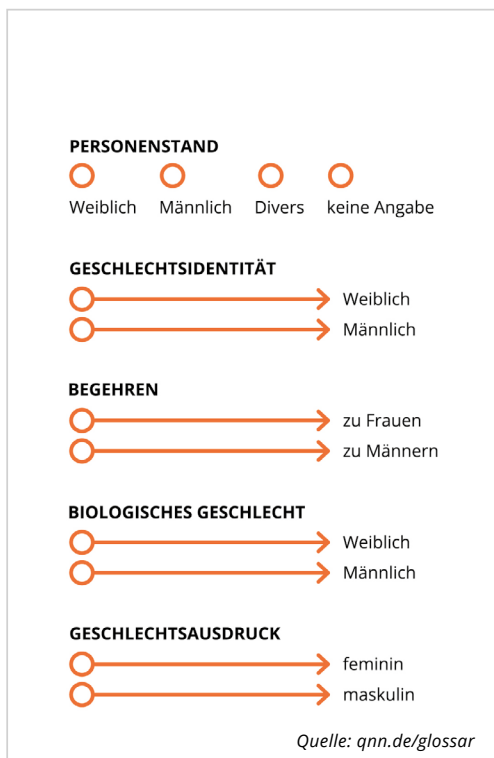 PERSONENSTAND
Weiblich Männlich Divers keine Angabe
GESCHLECHTSIDENTITÄT
Weiblich
Männlich
BEGEHREN
zu Frauen
zu Männern
BIOLOGISCHES GESCHLECHT
Weiblich
Männlich
GESCHLECHTSAUSDRUCK
feminin
maskulin
Quelle: qnn.de/glossar